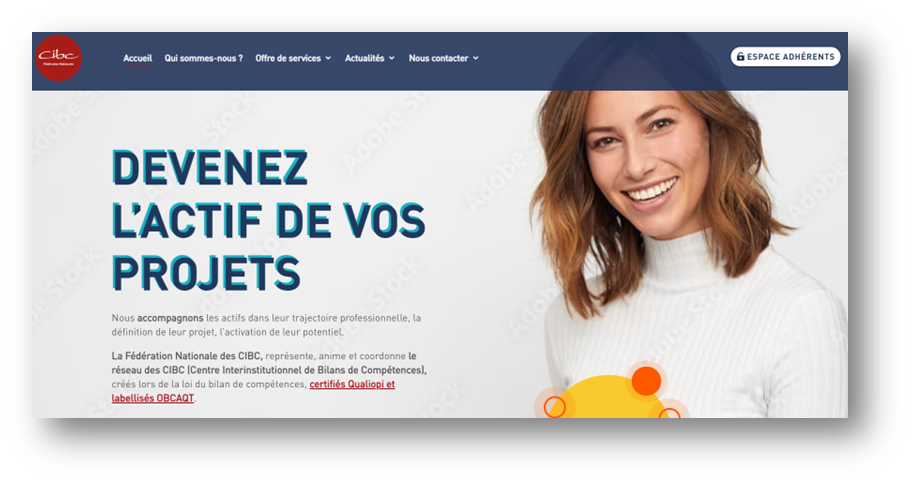 cibc
Fédération Nationale
Accueil Qui sommes-nous ? Offre de services Actualités Nous contacter
ESPACE ADHÉRENTS
DEVENEZ
L'ACTIF DE VOS
PROJETS
Nous accompagnons les actifs dans leur trajectoire professionnelle, la
définition de leur projet, l'activation de leur potentiel.
La Fédération Nationale des CIBC, représente, anime et coordonne le
réseau des CIBC (Centre Interinstitutionnel de Bilans de Compétences),
créés lors de la loi du bilan de compétences, certifiés Qualiopi et
labellisés OBCAQT.
Adobe Stock